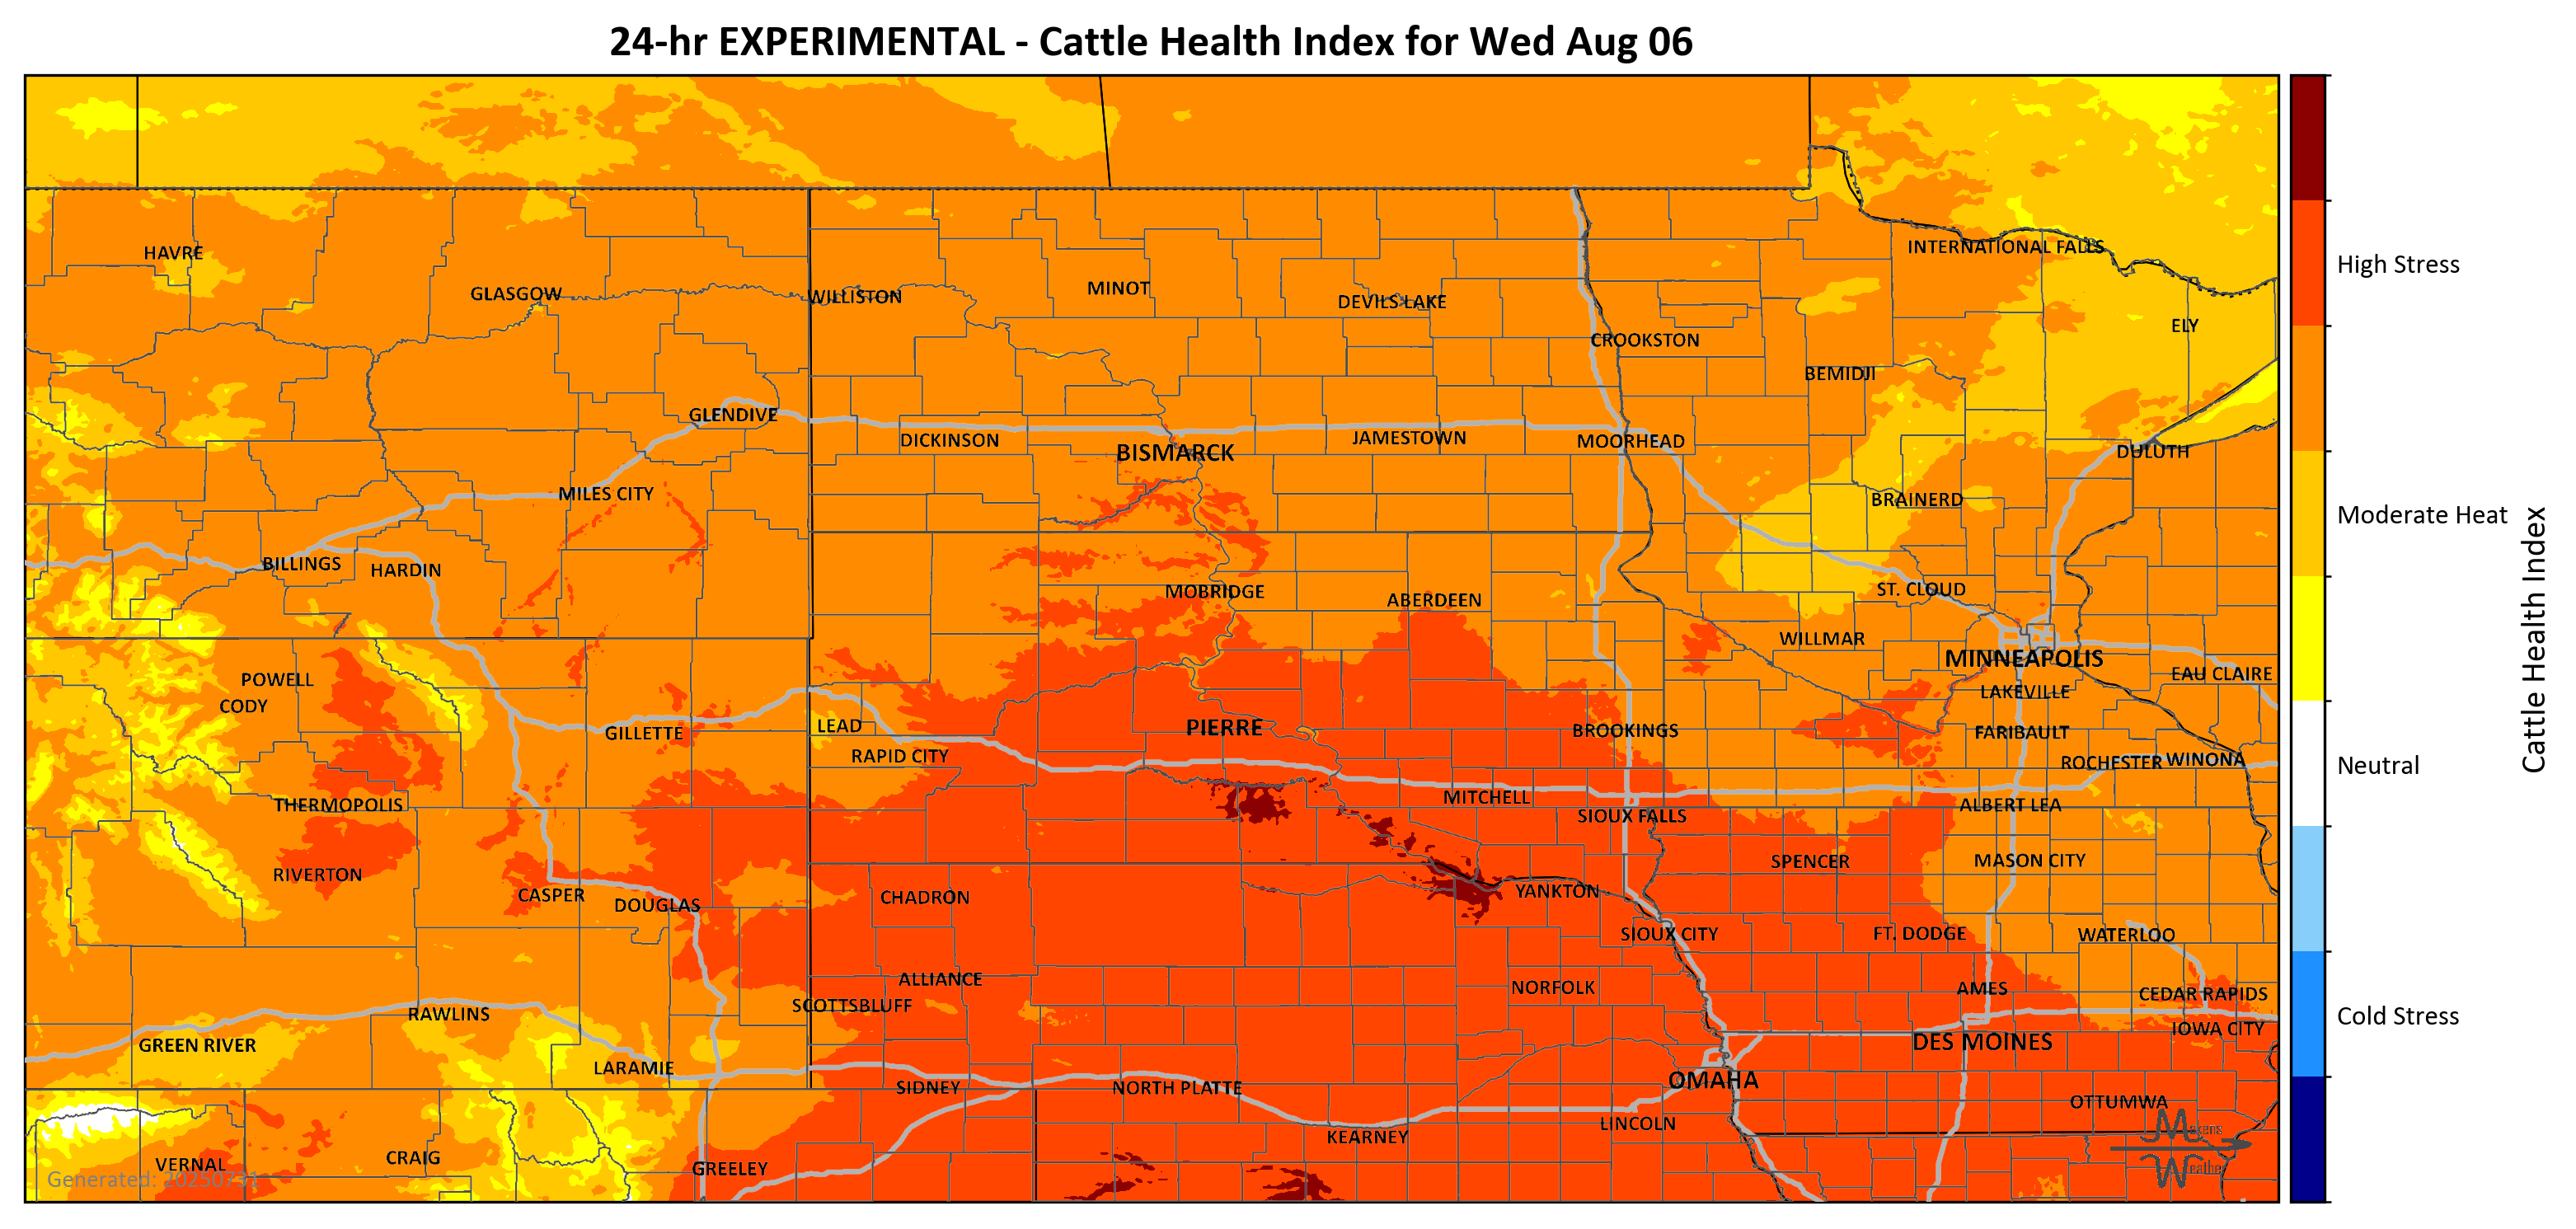 24-hr EXPERIMENTAL - Cattle Health Index for Wed Aug 06
HAVRE
INTERNATIONAL FALLS
GLASGOW
WILLISTON
MINOT
DEVILS LAKE
ELY
CROOKSTON
BEMIDJI
GLENDIVE
DICKINSON
BISMARCK
JAMESTOWN
MOORHEAD
DULUTH
MILES CITY
BRAINERD
BILLINGS
HARDIN
MOBRIDGE
ABERDEEN
ST. CLOUD
WILLMAR
MINNEAPOLIS
EAU CLAIRE
POWELL
CODY
LAKEVILLE
GILLETTE
LEAD
PIERRE
BROOKINGS
FARIBAULT
RAPID CITY
ROCHESTER
WINONA
THERMOPOLIS
MITCHELL
ALBERT LEA
SIOUX FALLS
RIVERTON
SPENCER
MASON CITY
CASPER
DOUGLAS
CHADRON
YANKTON
SIOUX CITY
FT. DODGE
WATERLOO
ALLIANCE
NORFOLK
AMES
CEDAR RAPIDS
SCOTTSBLUFF
RAWLINS
IOWA CITY
GREEN RIVER
DES MOINES
LARAMIE
SIDNEY
NORTH PLATTE
OMAHA
OTTUMWA
LINCOLN
KEARNEY
VERNAL
CRAIG
GREELEY
Generated: 20250731
Makens
Weather
High Stress
Moderate Heat
Neutral
Cold Stress
Cattle Health Index